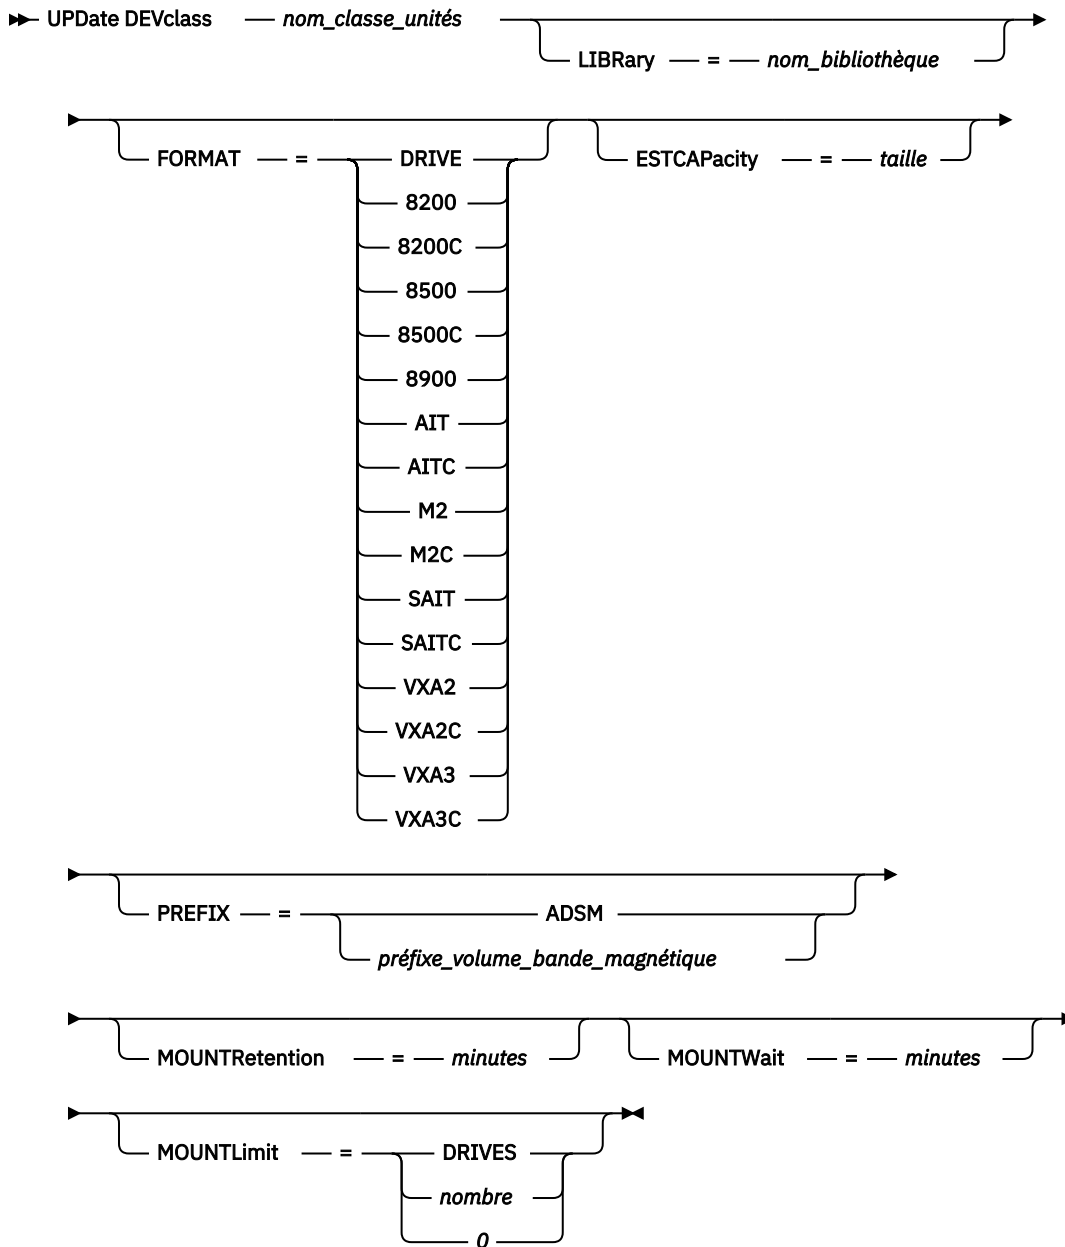 UPDate DEVclass nom_classe_unités
LIBRary = nom_bibliothèque
FORMAT = DRIVE
8200
8200C
8500
8500C
8900
AIT
AITC
M2
M2C
SAIT
SAITC
VXA2
VXA2C
VXA3
VXA3C
ESTCAPacity = taille
PREFIX = ADSM
préfixe_volume_bande_magnétique
MOUNTRetention = minutes
MOUNTWait = minutes
MOUNTLimit = DRIVES
nombre
0